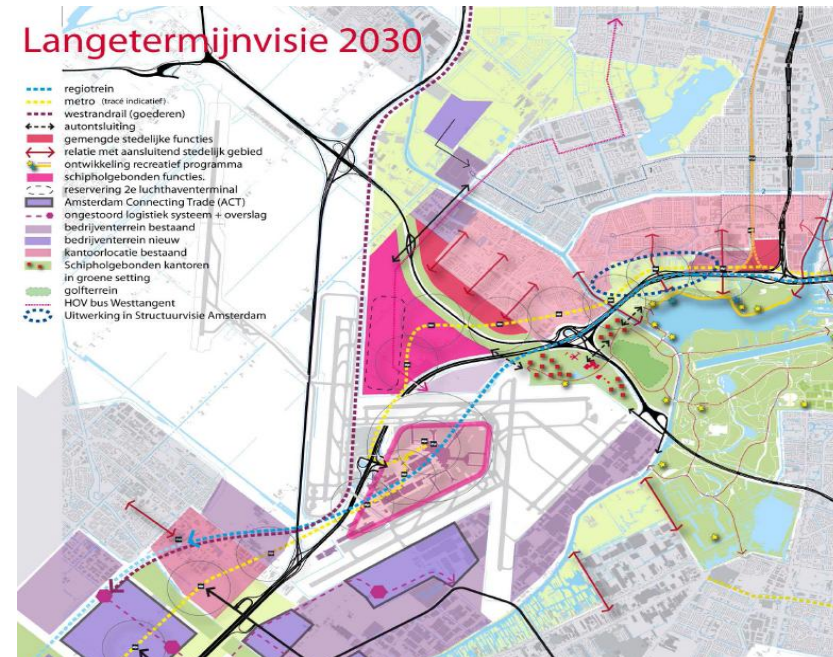 Langetermijnvisie 2030
regiotrein
metro (tracé indicatief)
westrandrail (goederen)
autontsluiting
gemengde stedelijke functies
relatie met aansluitend stedelijk gebied
ontwikkeling recreatief programma
schipholgebonden functies.
reservering 2e luchthaventerminal
Amsterdam Connecting Trade (ACT)
ongestoord logistiek systeem + overslag
bedrijventerrein bestaand
bedrijventerrein nieuw
kantoorlocatie bestaand
Schipholgebonden kantoren
in groene setting
golfterrein
HOV bus Westtangent
Uitwerking in Structuurvisie Amsterdam